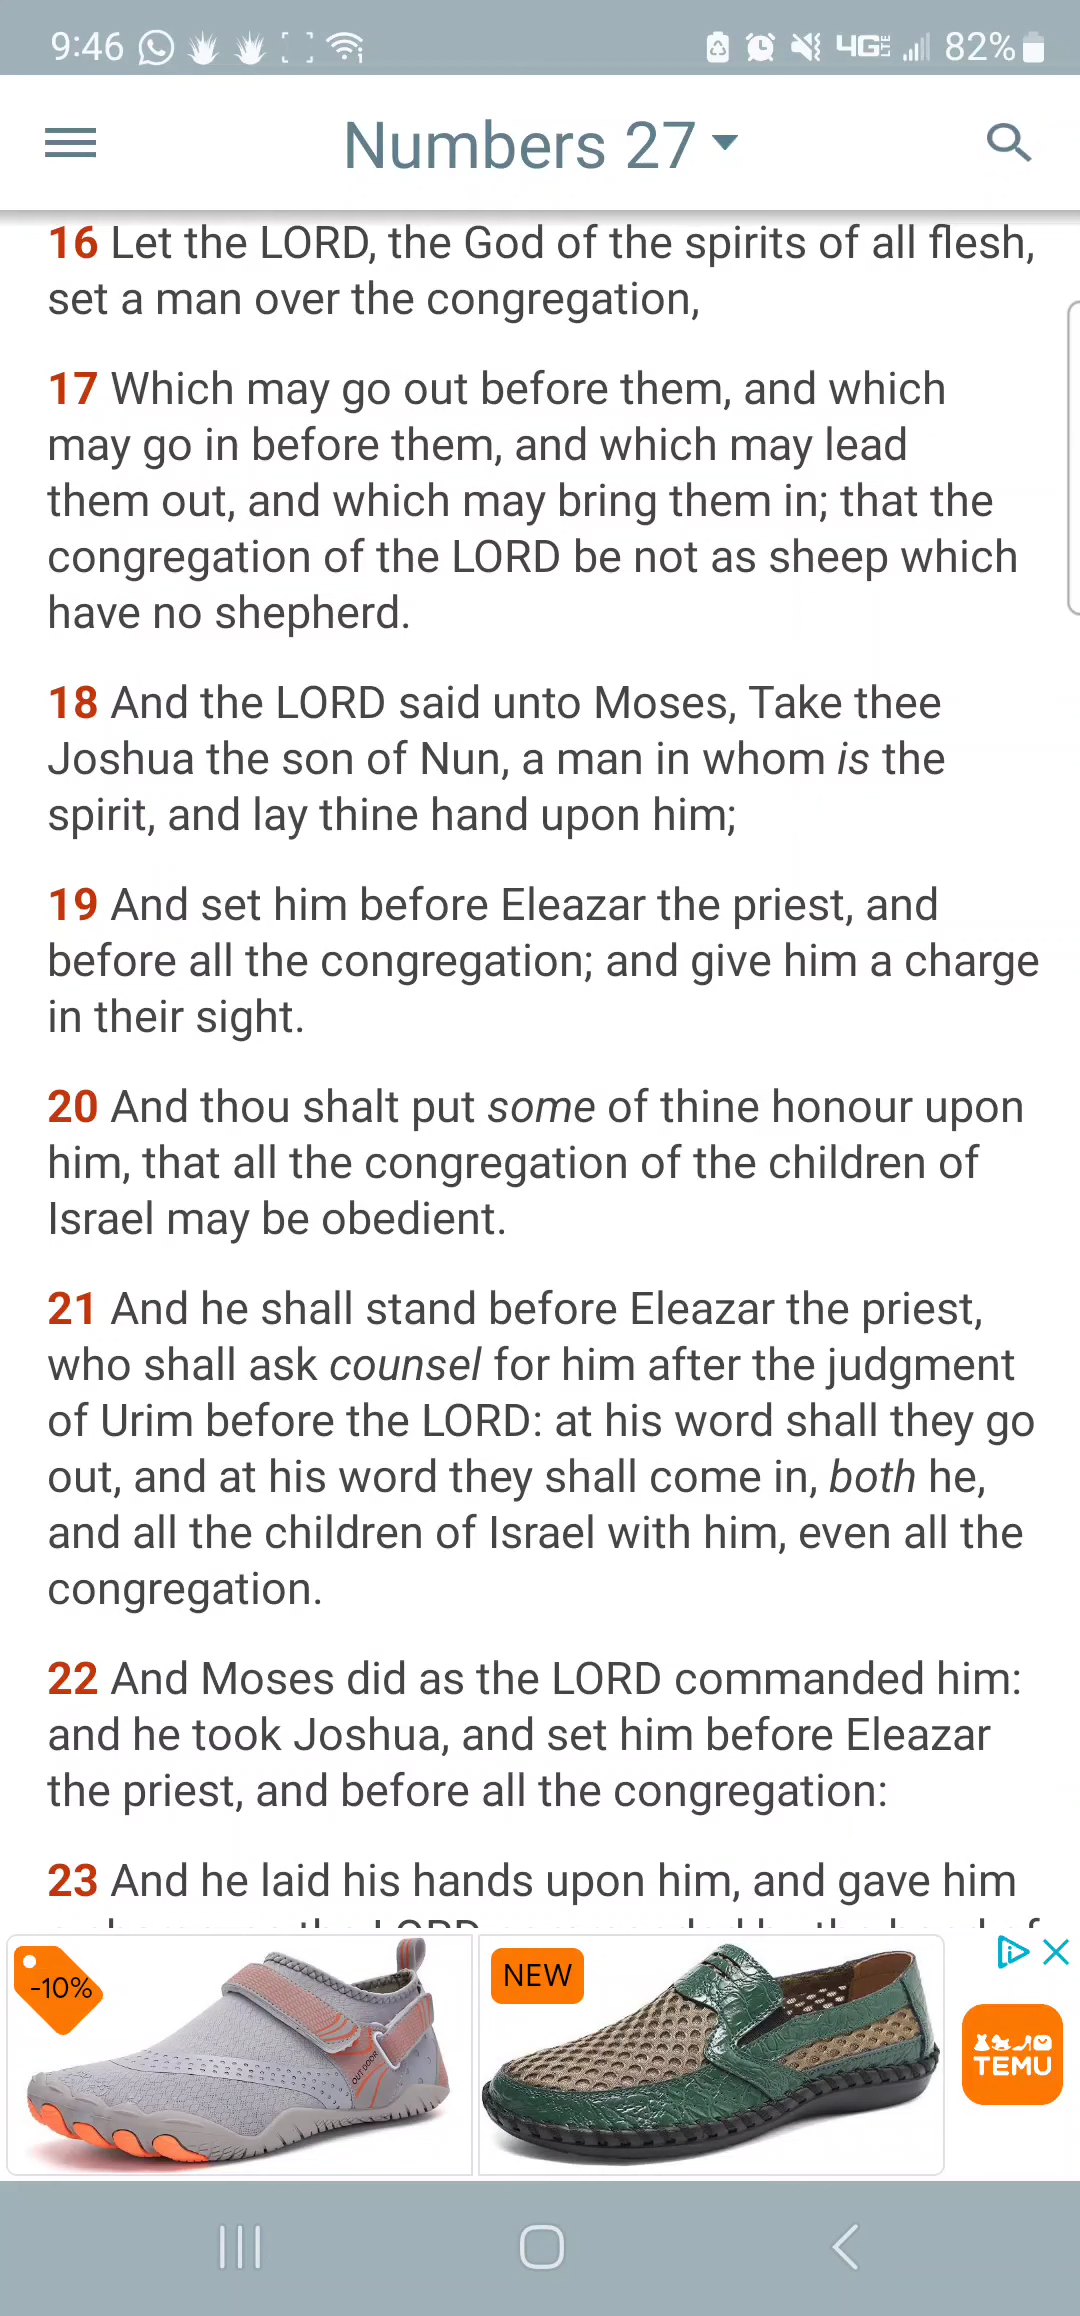 9:46
4G LTE 82%
Numbers 27
16 Let the LORD, the God of the spirits of all flesh,
set a man over the congregation,
17 Which may go out before them, and which
may go in before them, and which may lead
them out, and which may bring them in; that the
congregation of the LORD be not as sheep which
have no shepherd.
18 And the LORD said unto Moses, Take thee
Joshua the son of Nun, a man in whom is the
spirit, and lay thine hand upon him;
19 And set him before Eleazar the priest, and
before all the congregation; and give him a charge
in their sight.
20 And thou shalt put some of thine honour upon
him, that all the congregation of the children of
Israel may be obedient.
21 And he shall stand before Eleazar the priest,
who shall ask counsel for him after the judgment
of Urim before the LORD: at his word shall they go
out, and at his word they shall come in, both he,
and all the children of Israel with him, even all the
congregation.
22 And Moses did as the LORD commanded him:
and he took Joshua, and set him before Eleazar
the priest, and before all the congregation:
23 And he laid his hands upon him, and gave him
-10%
OUT DOOR
NEW
TEMU